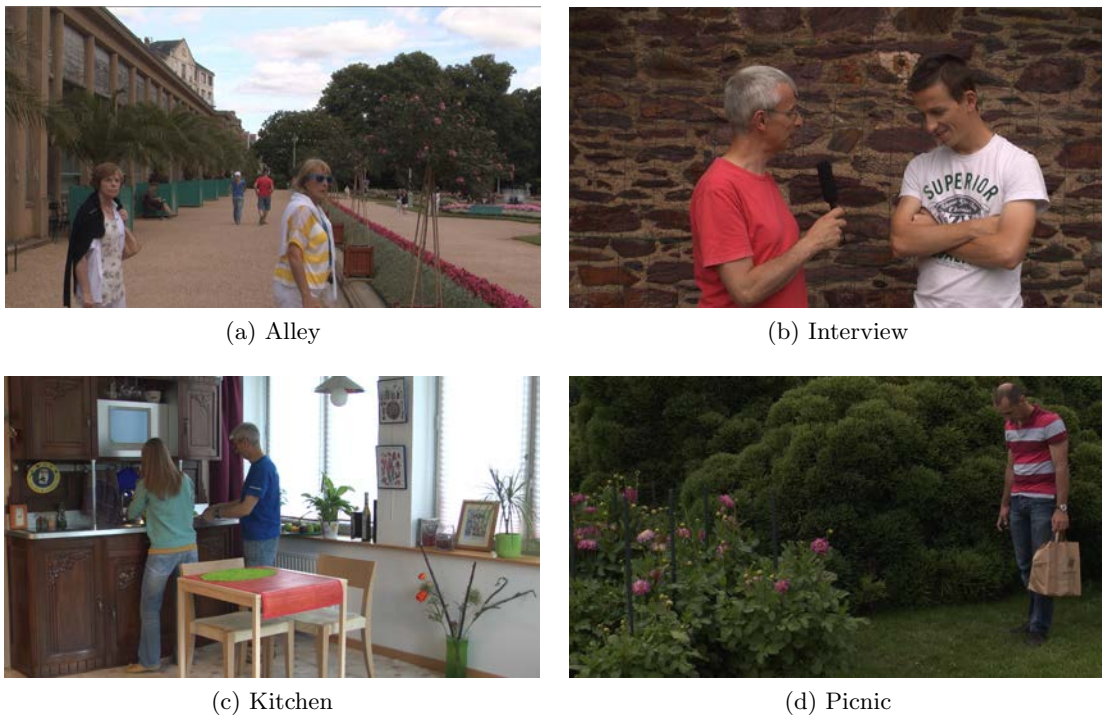 (a) Alley
(b) Interview
SUPERIOR
(c) Kitchen
(d) Picnic